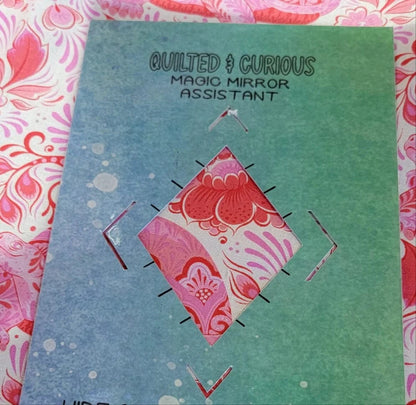 QUILTED & CURIOUS
MAGIC MIRROR
ASSISTANT